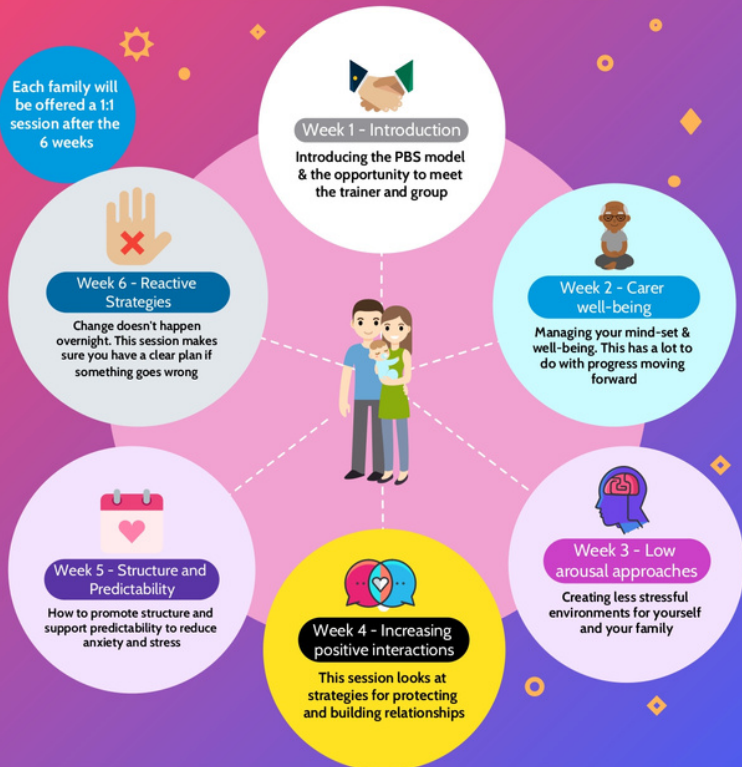 Each family will
be offered a 1:1
session after the
6 weeks
Week 1 - Introduction
Introducing the PBS model
& the opportunity to meet
the trainer and group
Week 2 - Carer
well-being
Managing your mind-set &
well-being. This has a lot to
do with progress moving
forward
Week 3 - Low
arousal approaches
Creating less stressful
environments for yourself
and your family
Week 4 - Increasing
positive interactions
This session looks at
strategies for protecting
and building relationships
Week 5 - Structure and
Predictability
How to promote structure and
support predictability to reduce
anxiety and stress
Week 6 - Reactive
Strategies
Change doesn't happen
overnight. This session makes
sure you have a clear plan if
something goes wrong